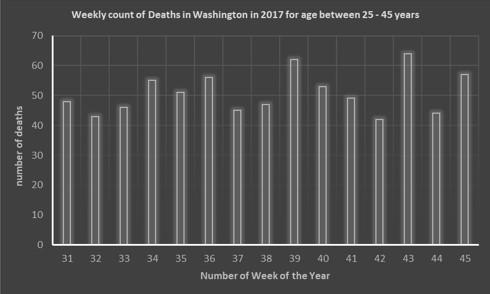 Weekly count of Deaths in Washington in 2017 for age between 25 - 45 years
70
60
50
40
30
20
10
0
number of deaths
31 32 33 34 35 36 37 38 39 40 41 42 43 44 45
Number of Week of the Year